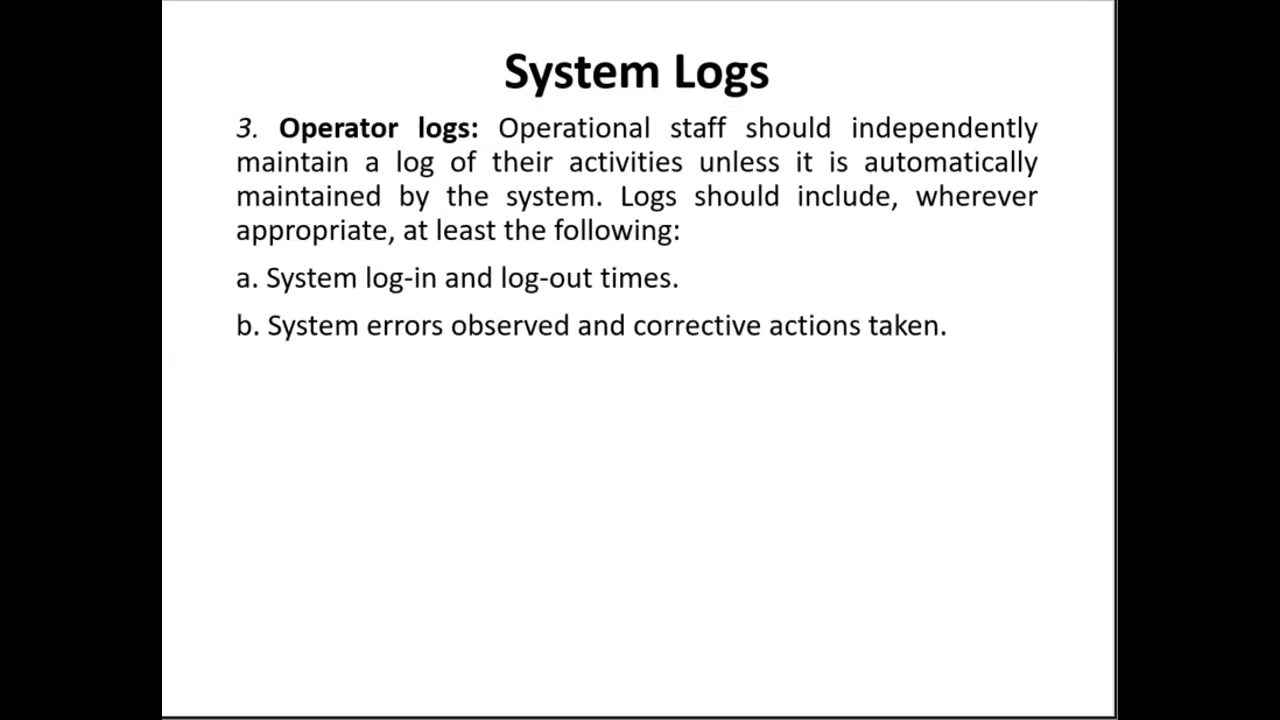 System Logs
3. Operator logs: Operational staff should independently
maintain a log of their activities unless it is automatically
maintained by the system. Logs should include, wherever
appropriate, at least the following:
a. System log-in and log-out times.
b. System errors observed and corrective actions taken.